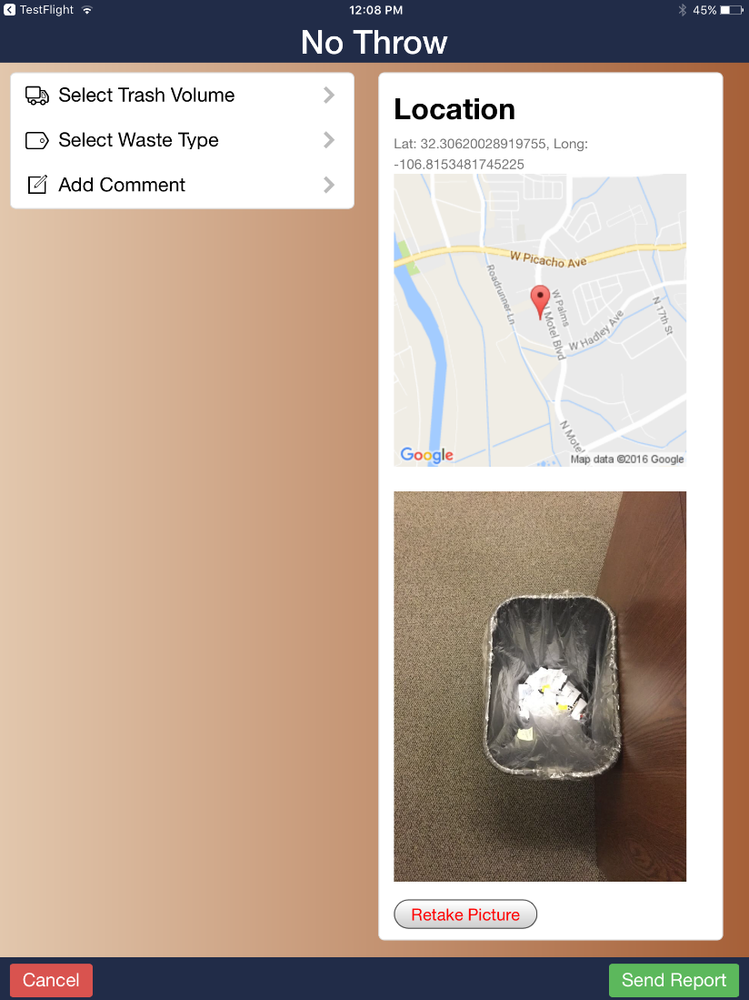 TestFlight
12:08 PM
45%
No Throw
Select Trash Volume
Select Waste Type
Add Comment
Location
Lat: 32.30620028919755, Long:
-106.8153481745225
W Picacho Ave
Roadrunner Ln
W Palms
N Motel Blvd
W Hadley Ave
N 17th St
N Motel
Google
Map data ©2016 Google
Retake Picture
Cancel
Send Report